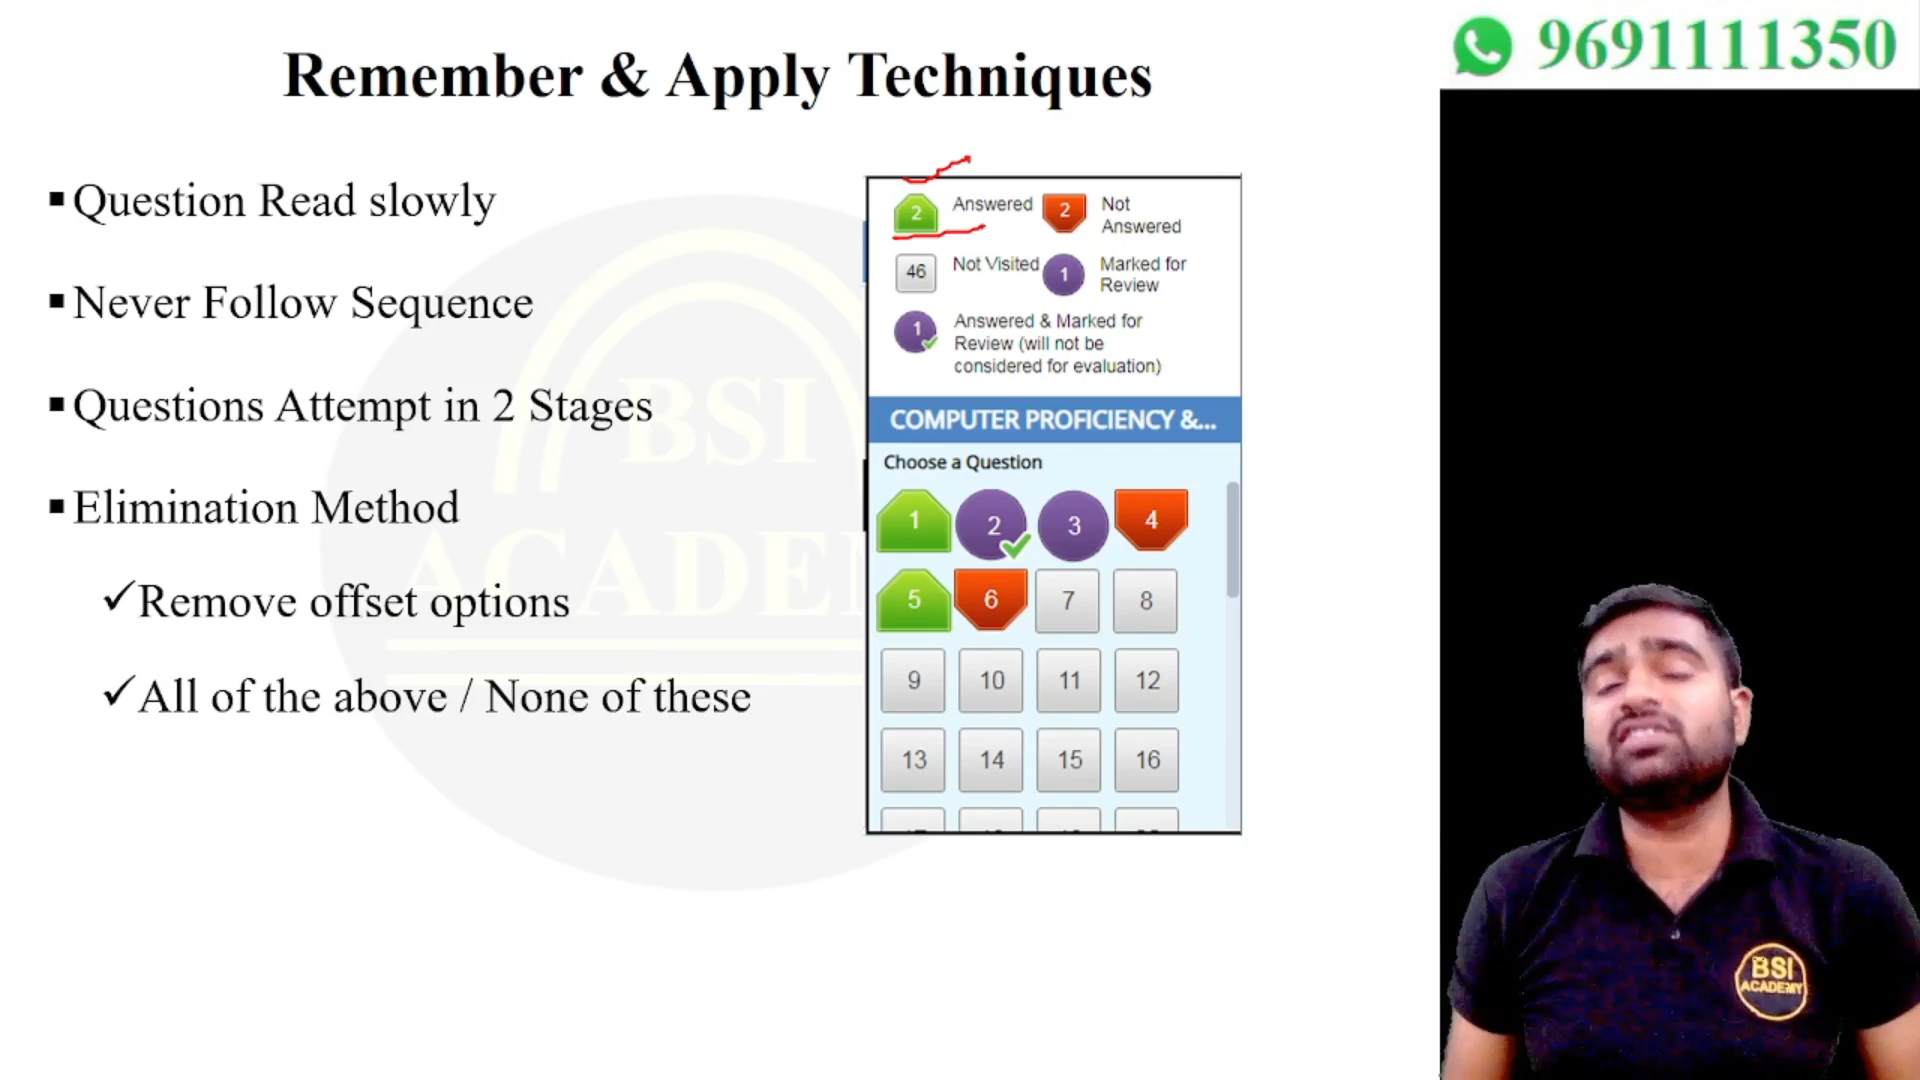 Remember & Apply Techniques
9691111350
▪Question Read slowly
▪Never Follow Sequence
▪Questions Attempt in 2 Stages
▪Elimination Method
✓Remove offset options
✓All of the above / None of these
BSI
ACADEM
2 Answered 2 Not
Answered
46 Not Visited 1 Marked for
Review
1 Answered & Marked for
Review (will not be
considered for evaluation)
COMPUTER PROFICIENCY &...
Choose a Question
1 2 3 4
5 6 7 8
9 10 11 12
13 14 15 16
BSI
ACADEMY